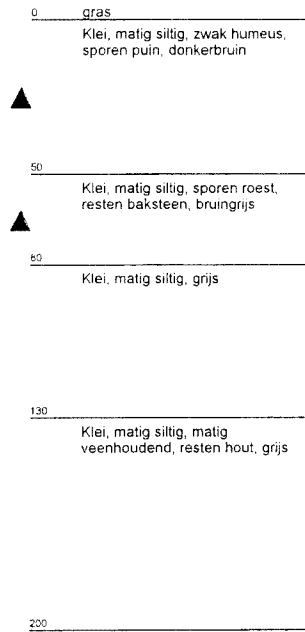 0 gras
Klei, matig siltig, zwak humeus,
sporen puin, donkerbruin
50
Klei, matig siltig, sporen roest,
resten baksteen, bruingrijs
80
Klei, matig siltig, grijs
130
Klei, matig siltig, matig
veenhoudend, resten hout, grijs
200